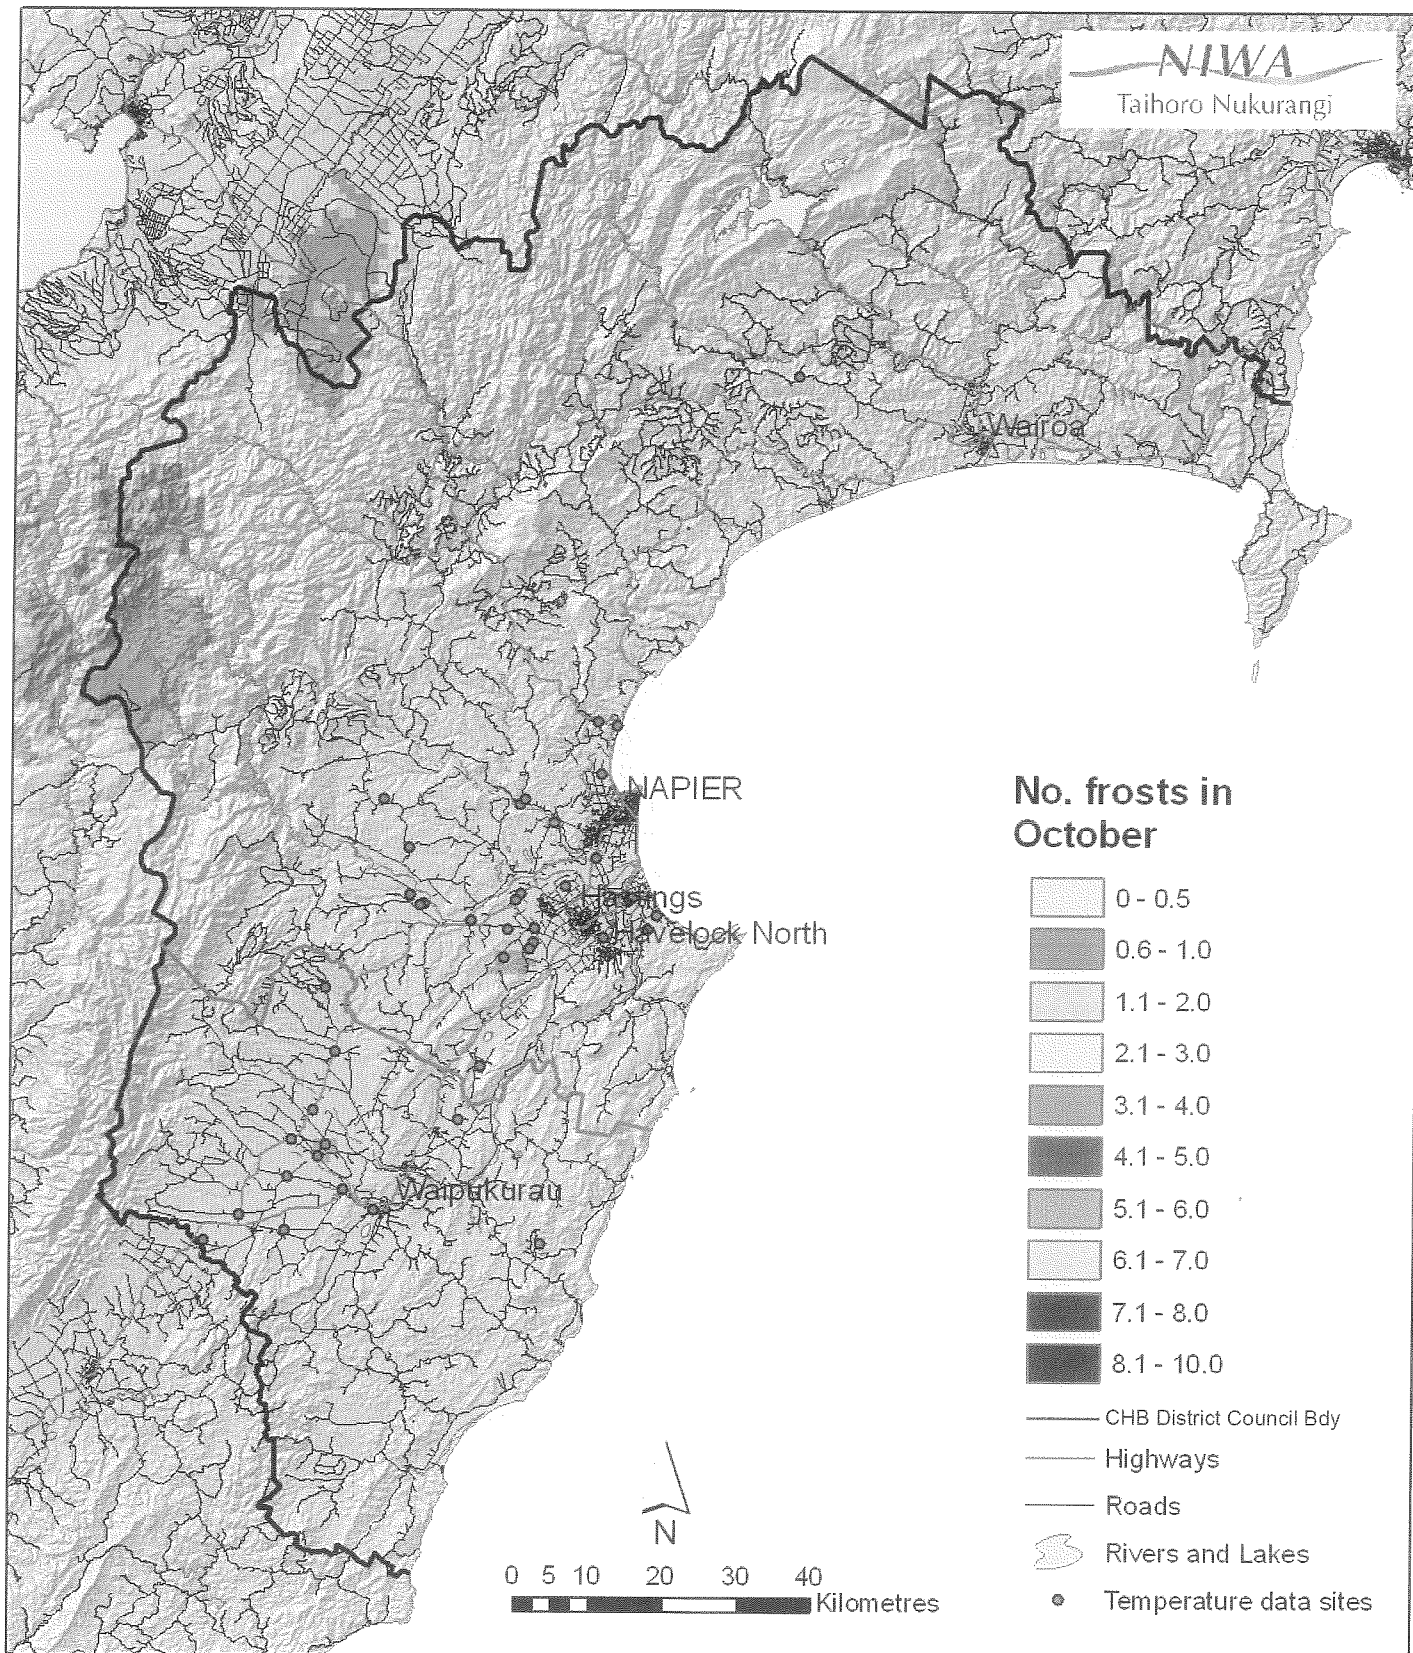 NIWA
Taihoro Nukurangi
Wairoa
NAPIER
Hastings
Havelock North
Waipukurau
No. frosts in
October
0 - 0.5
0.6 - 1.0
1.1 - 2.0
2.1 - 3.0
3.1 - 4.0
4.1 - 5.0
5.1 - 6.0
6.1 - 7.0
7.1 - 8.0
8.1 - 10.0
CHB District Council Bdy
Highways
Roads
Rivers and Lakes
Temperature data sites
N
0 5 10 20 30 40
Kilometres